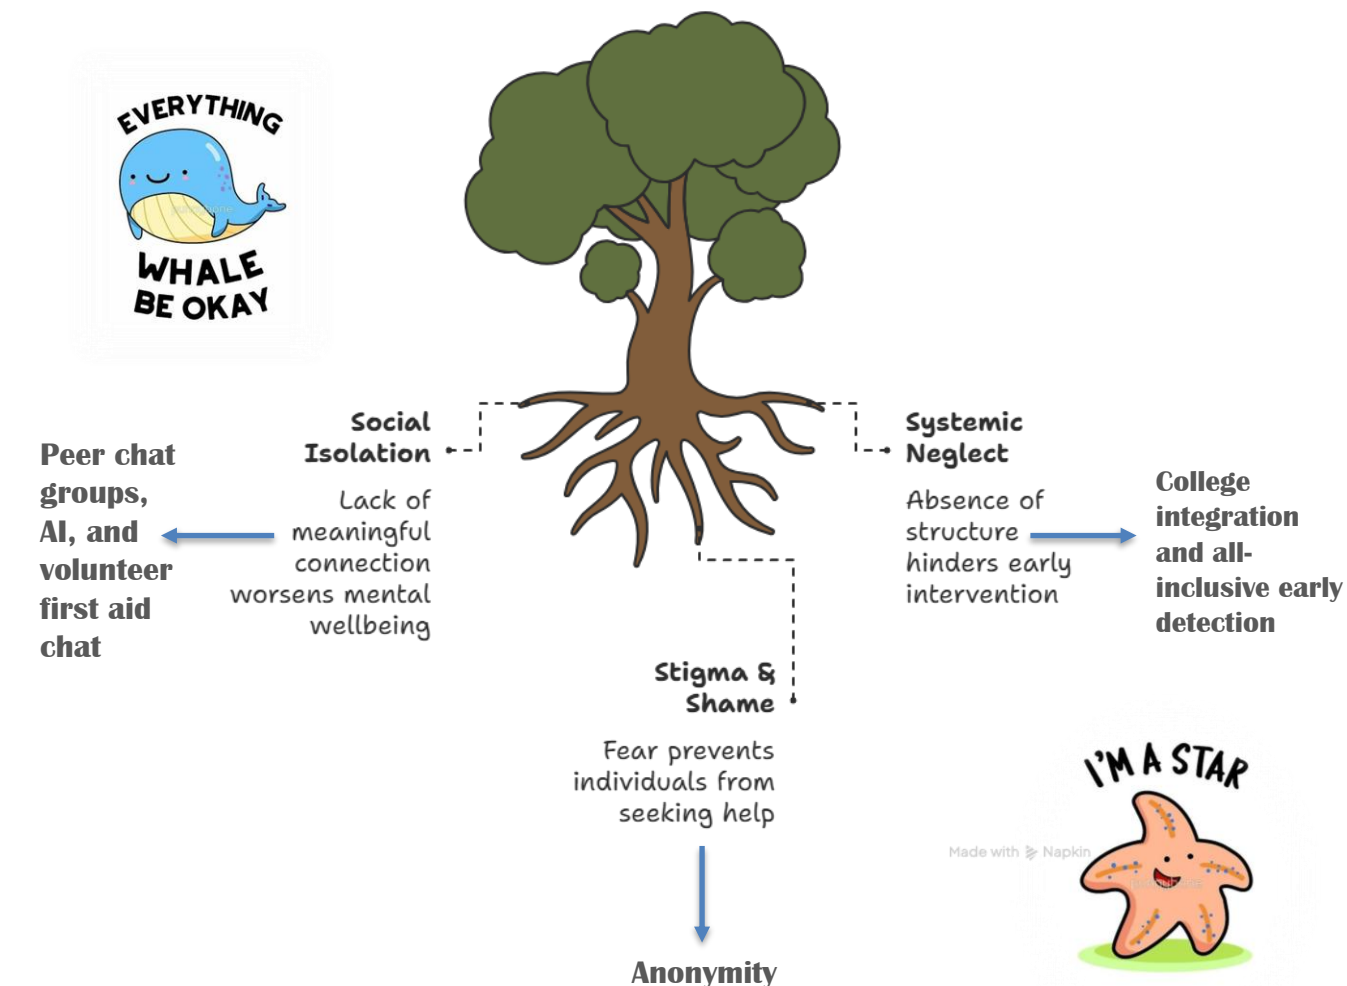 EVERYTHING
WHALE
BE OKAY
Social
Isolation
Lack of
meaningful
connection
worsens mental
wellbeing
Peer chat
groups,
AI, and
volunteer
first aid
chat
Systemic
Neglect
Absence of
structure
hinders early
intervention
College
integration
and all-
inclusive early
detection
Stigma &
Shame
Fear prevents
individuals from
seeking help
Anonymity
I'M A STAR
Made with Napkin